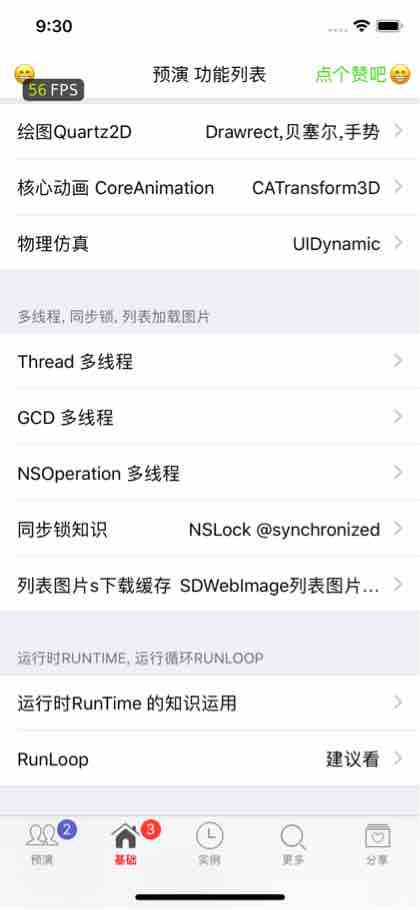 9:30
预演 功能列表
点个赞吧😁
😁
56 FPS
绘图Quartz2D Drawrect,贝塞尔,手势
核心动画 CoreAnimation CATransform3D
物理仿真 UIDynamic
多线程, 同步锁, 列表加载图片
Thread 多线程
GCD 多线程
NSOperation 多线程
同步锁知识 NSLock @synchronized
列表图片s下载缓存 SDWebImage列表图片...
运行时RUNTIME, 运行循环RUNLOOP
运行时RunTime 的知识运用
RunLoop 建议看
2 3
预演 基础 实例 更多 分享